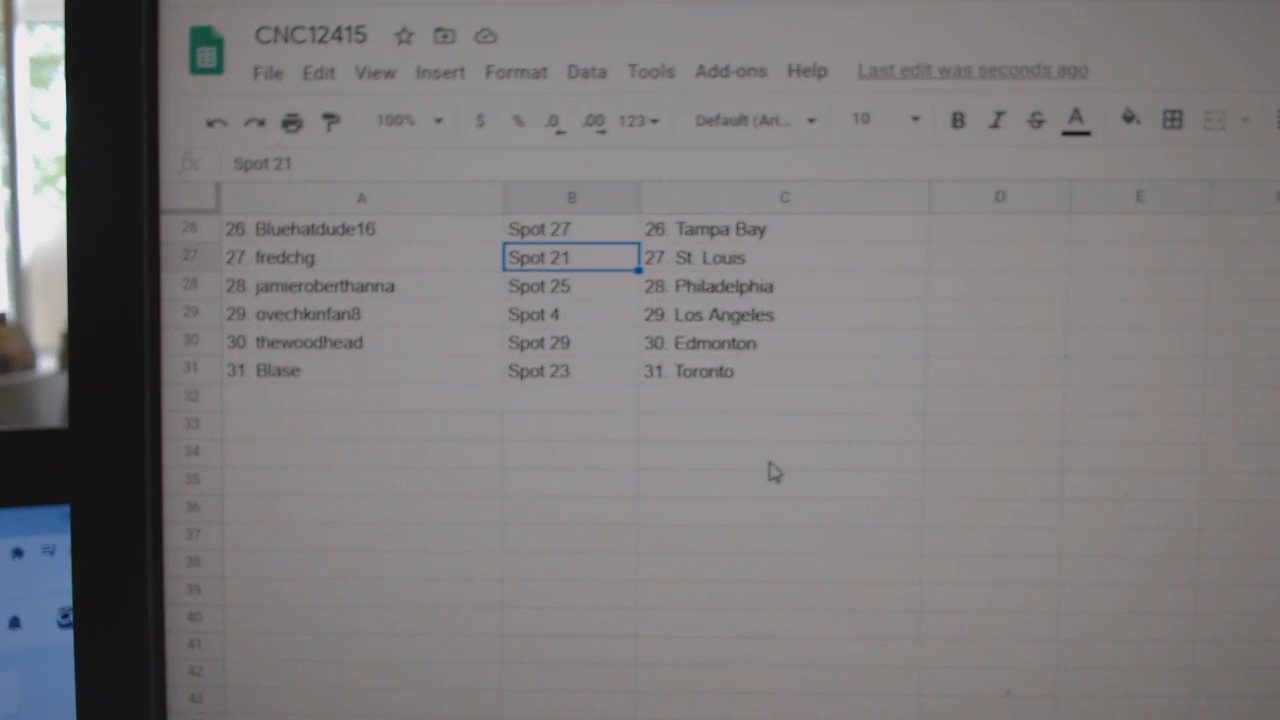 CNC12415
File Edit View Insert Format Data Tools Add-ons Help Last edit was seconds ago
100% $ % .0 .00 123 Default (Ari... 10 B I S A
fx Spot 21
A B C D E
26 26. Bluehatdude16 Spot 27 26. Tampa Bay
27 27. fredchg Spot 21 27. St. Louis
28 28. jamieroberthanna Spot 25 28. Philadelphia
29 29. ovechkinfan8 Spot 4 29. Los Angeles
30 30. thewoodhead Spot 29 30. Edmonton
31 31. Blase Spot 23 31. Toronto
32
33
34
35
36
37
38
39
40
41
42
43